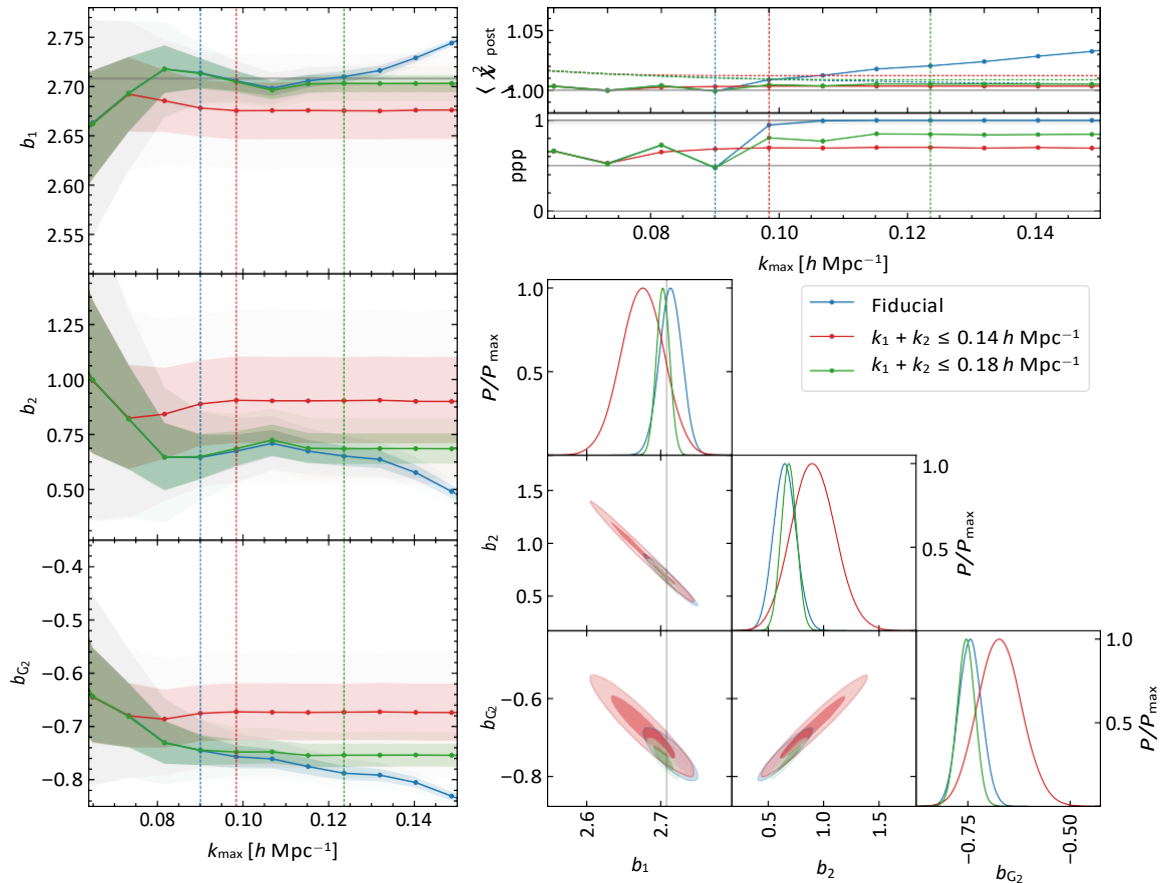 2.75
2.70
2.65
2.60
2.55
b1
1.25
1.00
0.75
0.50
b2
−0.4
−0.5
−0.6
−0.7
−0.8
bG2
0.08 0.10 0.12 0.14
kmax [h Mpc−1]
1.05
1.00
⟨χ2⟩post
1
0
ppp
0.08 0.10 0.12 0.14
kmax [h Mpc−1]
Fiducial
k1 + k2 ≤ 0.14 h Mpc−1
k1 + k2 ≤ 0.18 h Mpc−1
1.0
0.5
P/Pmax
1.5
1.0
0.5
b2
1.0
0.5
P/Pmax
−0.6
−0.8
bG2
1.0
0.5
P/Pmax
2.6 2.7
0.5 1.0 1.5
−0.75 −0.50
b1 b2 bG2